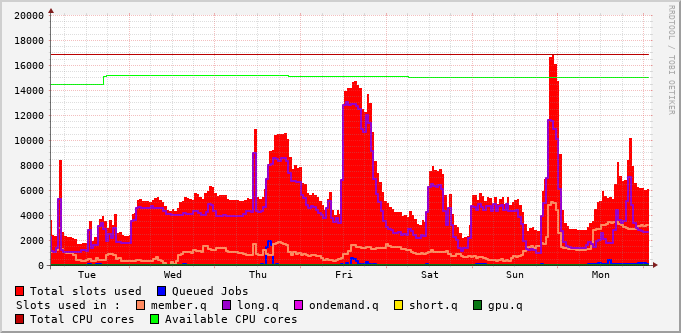 RRDTOOL / TOBI OETIKER
20000
18000
16000
14000
12000
10000
8000
6000
4000
2000
0
Tue Wed Thu Fri Sat Sun Mon
Total slots used Queued Jobs
Slots used in : member.q long.q ondemand.q short.q gpu.q
Total CPU cores Available CPU cores